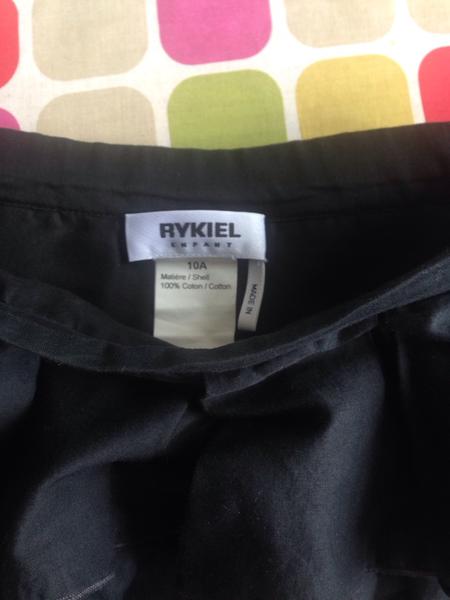 RYKIEL
ENFANT
10A
Matière / Shell
100% Coton / Cotton
MADE IN